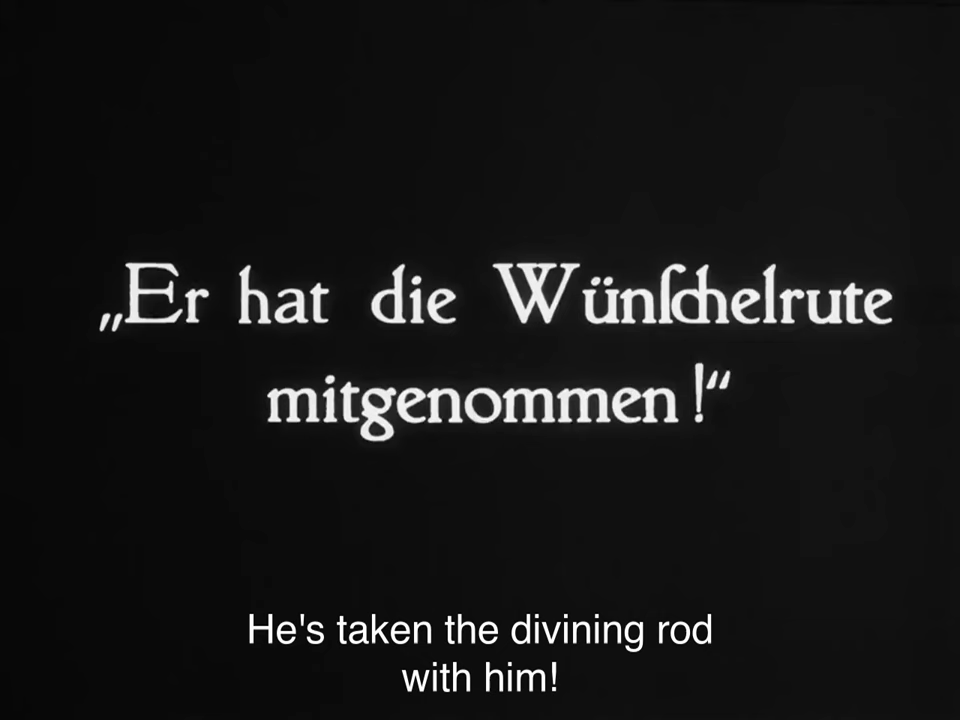 „Er hat die Wünſchelrute
mitgenommen!“
He's taken the divining rod
with him!